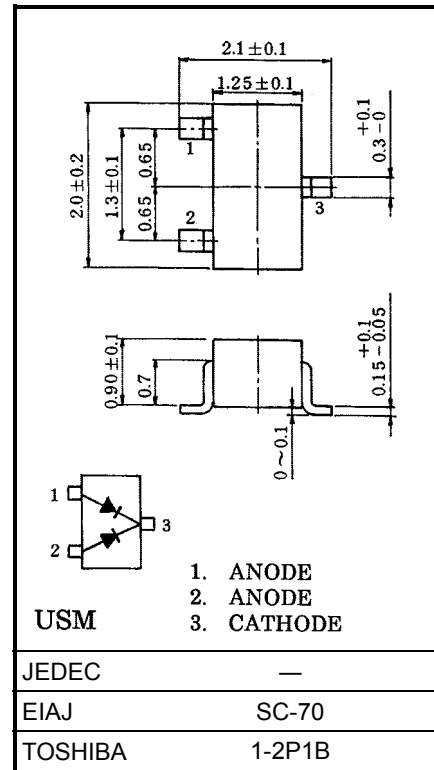 2.1±0.1
1.25±0.1
2.0±0.2
1.3±0.1
0.65
0.65
1
2
3
+0.1
0.3-0
0.90±0.1
0.7
0~0.1
+0.1
0.15-0.05
1
2
3
1. ANODE
2. ANODE
3. CATHODE
USM
JEDEC —
EIAJ SC-70
TOSHIBA 1-2P1B